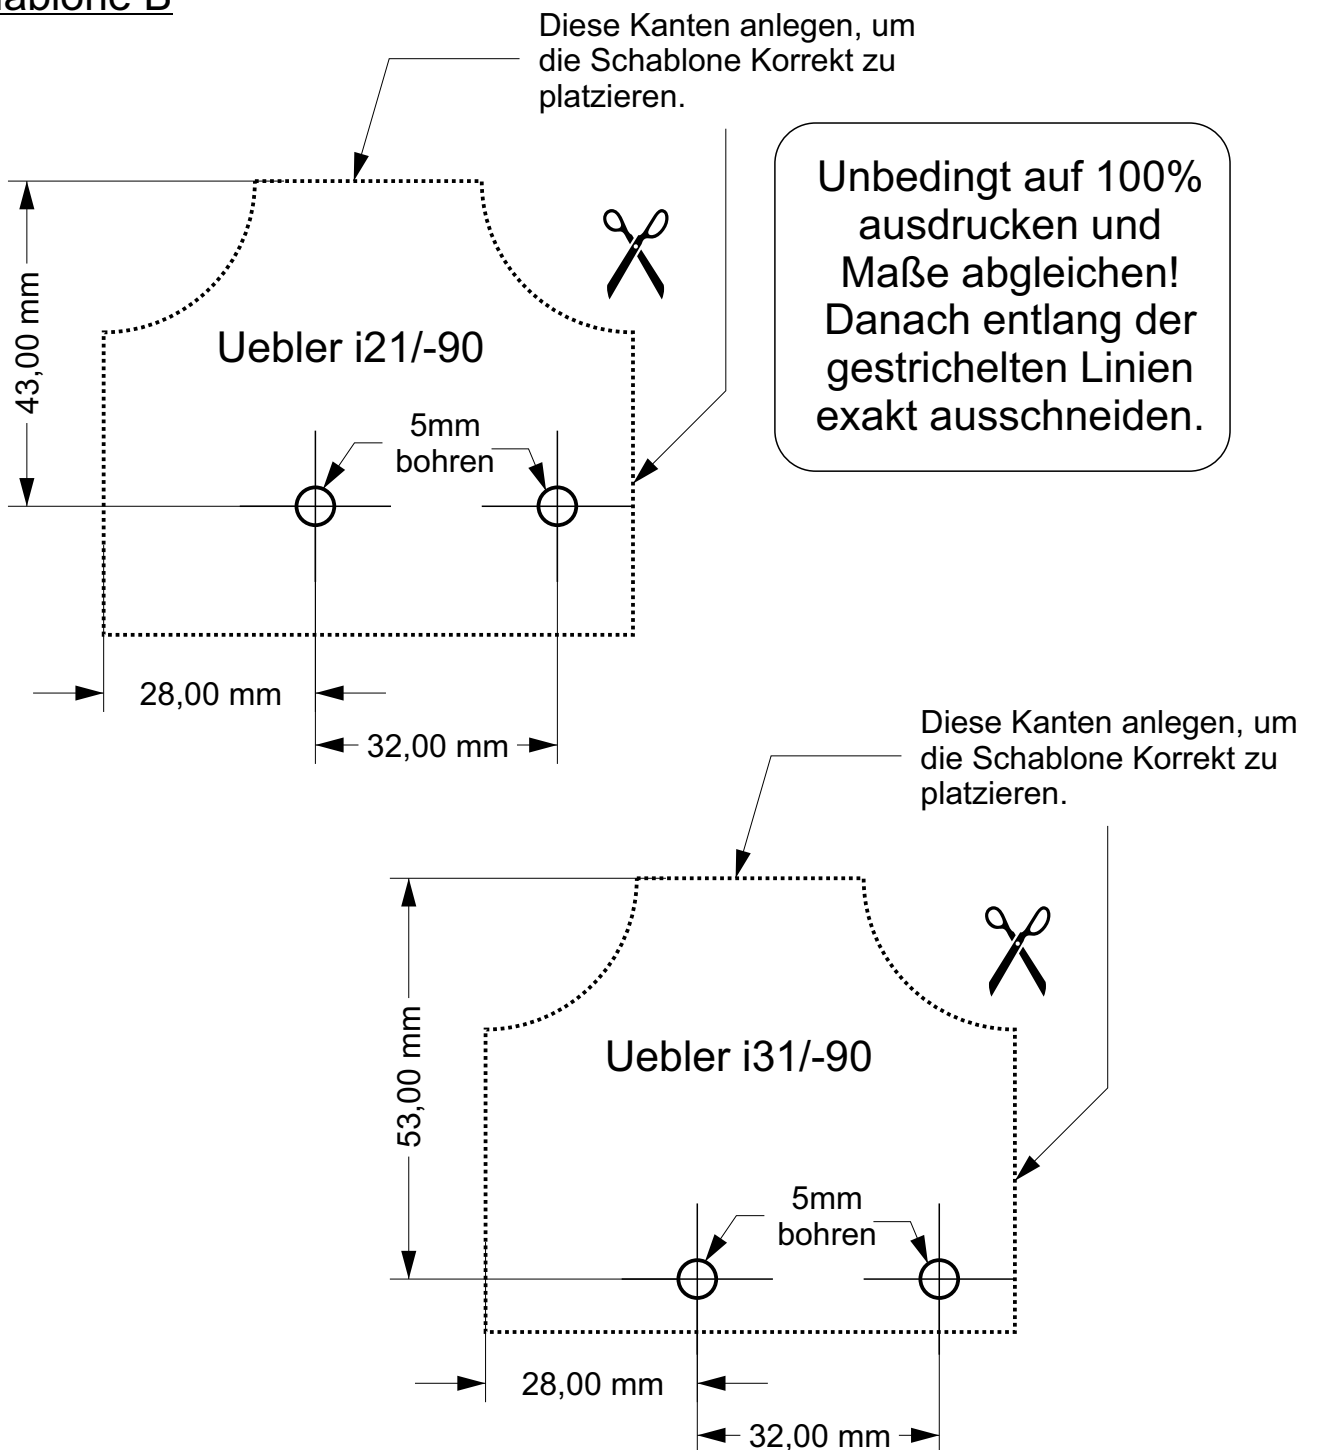 Diese Kanten anlegen, um
die Schablone Korrekt zu
platzieren.
Unbedingt auf 100%
ausdrucken und
Maße abgleichen!
Danach entlang der
gestrichelten Linien
exakt ausschneiden.
43,00 mm
Uebler i21/-90
5mm
bohren
28,00 mm
32,00 mm
Diese Kanten anlegen, um
die Schablone Korrekt zu
platzieren.
53,00 mm
Uebler i31/-90
5mm
bohren
28,00 mm
32,00 mm